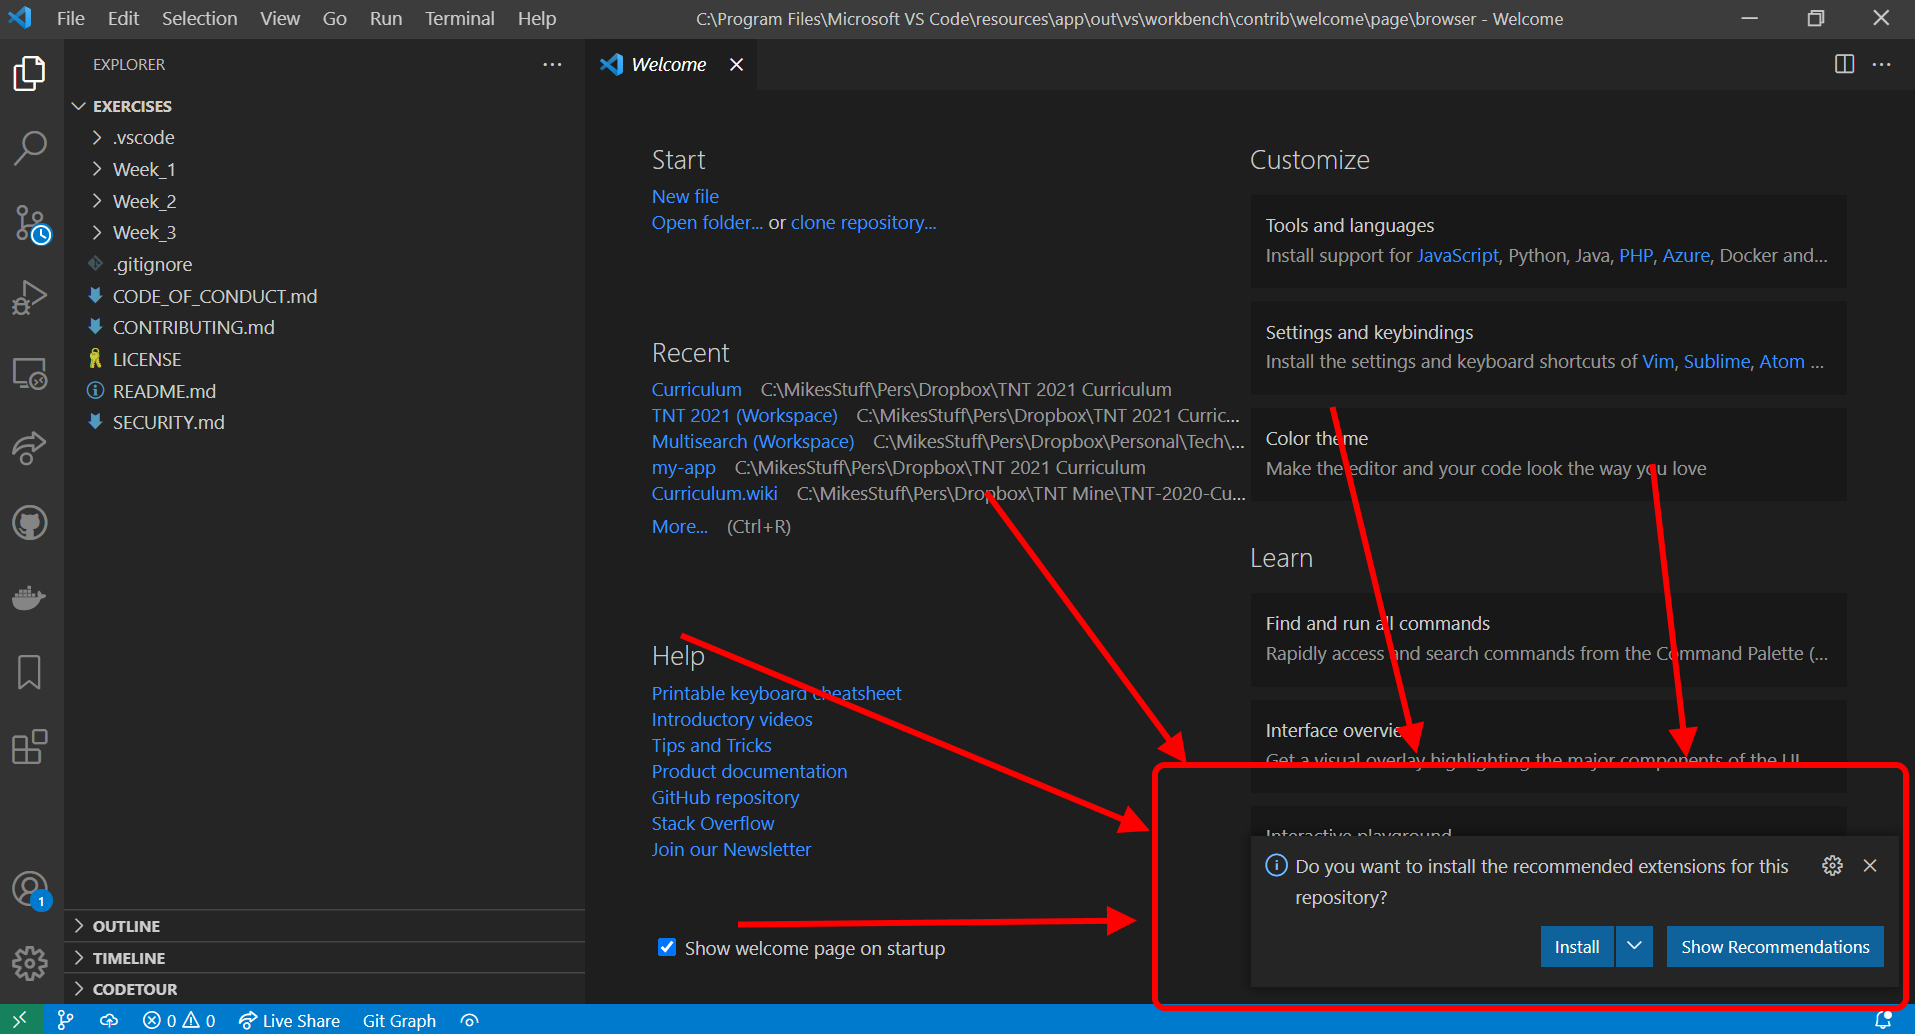 File Edit Selection View Go Run Terminal Help
C:\Program Files\Microsoft VS Code\resources\app\out\vs\workbench\contrib\welcome\page\browser - Welcome
EXPLORER
EXERCISES
.vscode
Week_1
Week_2
Week_3
.gitignore
CODE_OF_CONDUCT.md
CONTRIBUTING.md
LICENSE
README.md
SECURITY.md
OUTLINE
TIMELINE
CODETOUR
1
Welcome
Start
New file
Open folder... or clone repository...
Recent
Curriculum C:\MikesStuff\Pers\Dropbox\TNT 2021 Curriculum
TNT 2021 (Workspace) C:\MikesStuff\Pers\Dropbox\TNT 2021 Curric...
Multisearch (Workspace) C:\MikesStuff\Pers\Dropbox\Personal\Tech\...
my-app C:\MikesStuff\Pers\Dropbox\TNT 2021 Curriculum
Curriculum.wiki C:\MikesStuff\Pers\Dropbox\TNT Mine\TNT-2020-Cu...
More... (Ctrl+R)
Help
Printable keyboard cheatsheet
Introductory videos
Tips and Tricks
Product documentation
GitHub repository
Stack Overflow
Join our Newsletter
Show welcome page on startup
Customize
Tools and languages
Install support for JavaScript, Python, Java, PHP, Azure, Docker and...
Settings and keybindings
Install the settings and keyboard shortcuts of Vim, Sublime, Atom ...
Color theme
Make the editor and your code look the way you love
Learn
Find and run all commands
Rapidly access and search commands from the Command Palette (...
Interface overview
Get a visual overlay highlighting the major components of the UI
Interactive playground
Do you want to install the recommended extensions for this
repository?
Install
Show Recommendations
0 0 Live Share Git Graph